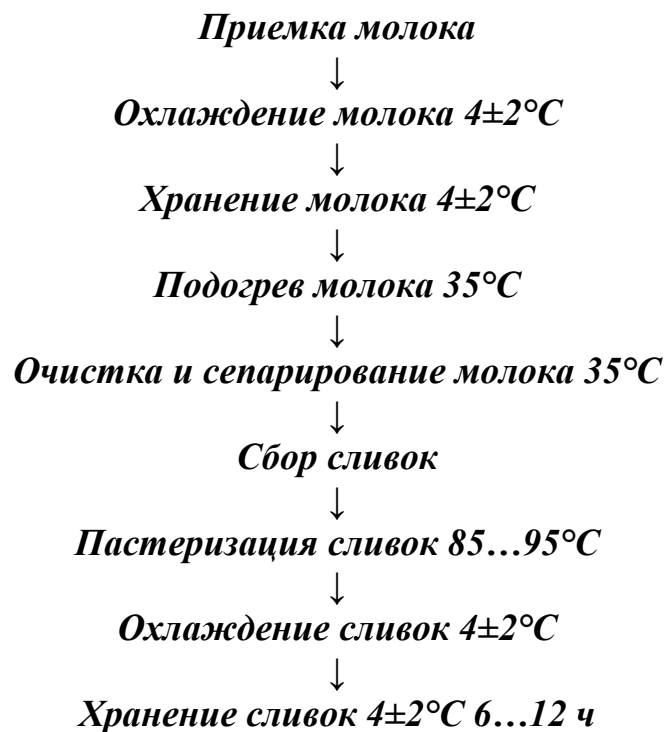 Приемка молока
↓
Охлаждение молока 4±2°С
↓
Хранение молока 4±2°С
↓
Подогрев молока 35°С
↓
Очистка и сепарирование молока 35°С
↓
Сбор сливок
↓
Пастеризация сливок 85…95°С
↓
Охлаждение сливок 4±2°С
↓
Хранение сливок 4±2°С 6…12 ч